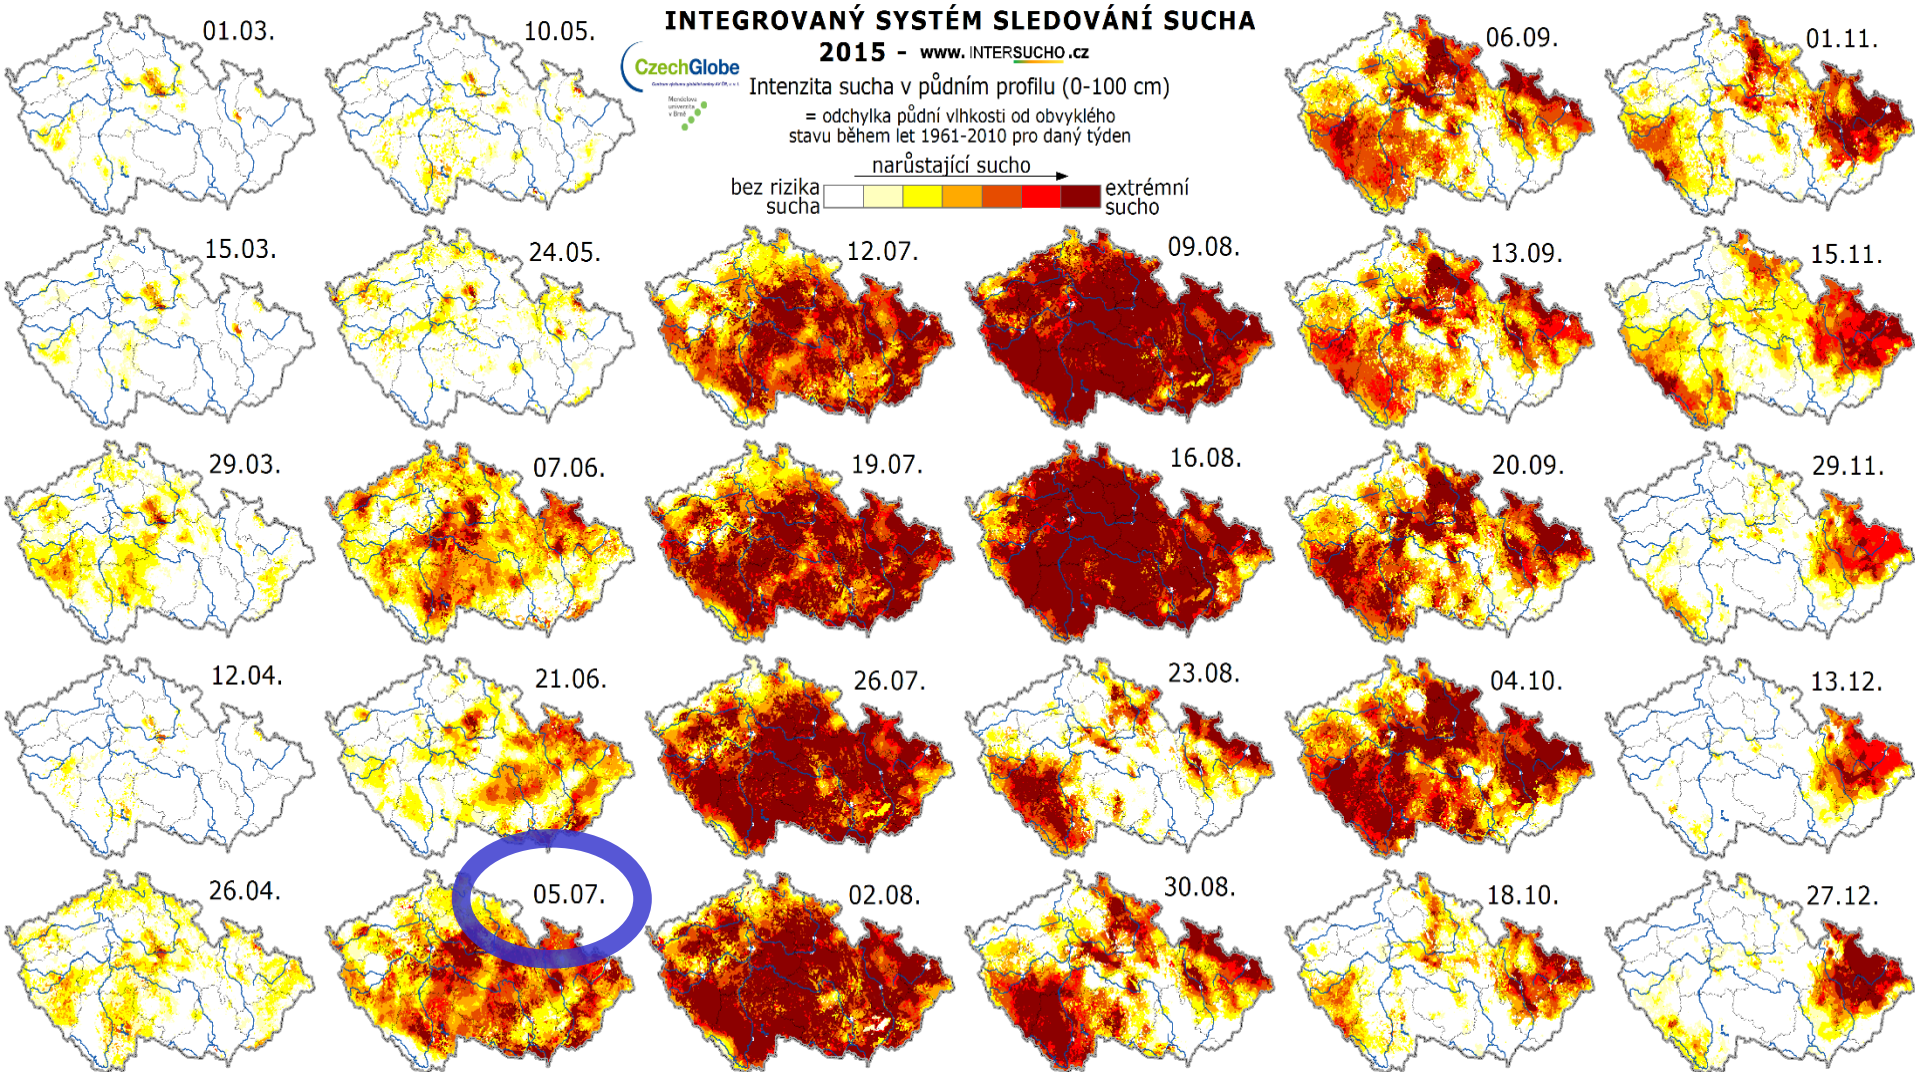 INTEGROVANÝ SYSTÉM SLEDOVÁNÍ SUCHA
2015 - www. INTERSUCHO.cz
CzechGlobe
Mendelova
univerzita
v Brně
Intenzita sucha v půdním profilu (0-100 cm)
= odchylka půdní vlhkosti od obvyklého
stavu během let 1961-2010 pro daný týden
narůstající sucho
bez rizika
sucha
extrémní
sucho
01.03.
15.03.
29.03.
12.04.
26.04.
10.05.
24.05.
07.06.
21.06.
05.07.
12.07.
19.07.
26.07.
02.08.
09.08.
16.08.
23.08.
30.08.
06.09.
13.09.
20.09.
04.10.
18.10.
01.11.
15.11.
29.11.
13.12.
27.12.